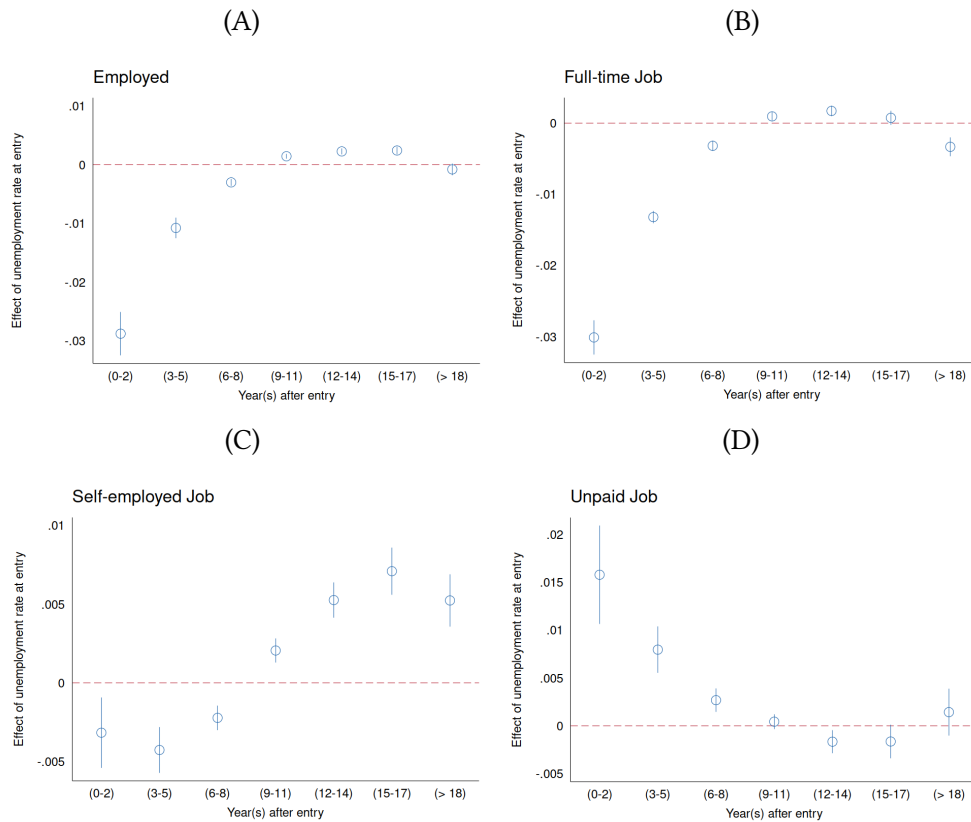 (A)
Employed
Effect of unemployment rate at entry
.01
0
-.01
-.02
-.03
(0-2) (3-5) (6-8) (9-11) (12-14) (15-17) (> 18)
Year(s) after entry
(B)
Full-time Job
Effect of unemployment rate at entry
0
-.01
-.02
-.03
(0-2) (3-5) (6-8) (9-11) (12-14) (15-17) (> 18)
Year(s) after entry
(C)
Self-employed Job
Effect of unemployment rate at entry
.01
.005
0
-.005
(0-2) (3-5) (6-8) (9-11) (12-14) (15-17) (> 18)
Year(s) after entry
(D)
Unpaid Job
Effect of unemployment rate at entry
.02
.015
.01
.005
0
-.005
(0-2) (3-5) (6-8) (9-11) (12-14) (15-17) (> 18)
Year(s) after entry